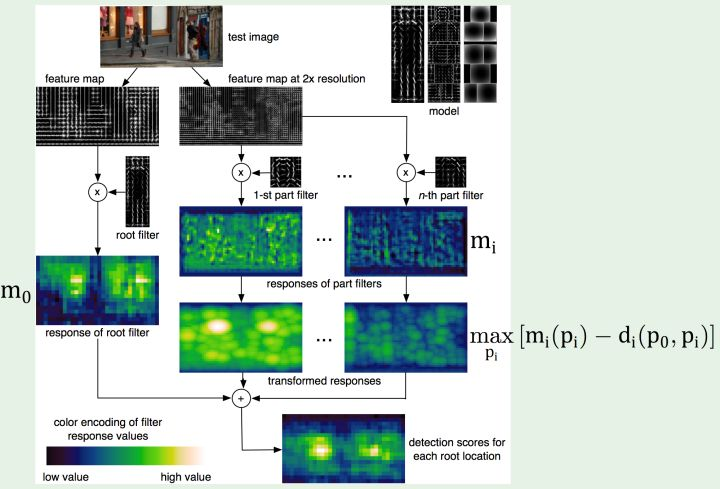 test image
feature map
feature map at 2x resolution
model
x
x
...
x
1-st part filter
n-th part filter
root filter
...
mᵢ
responses of part filters
m₀
response of root filter
...
max [mᵢ(pᵢ) − dᵢ(p₀, pᵢ)]
pᵢ
transformed responses
+
color encoding of filter
response values
detection scores for
each root location
low value
high value